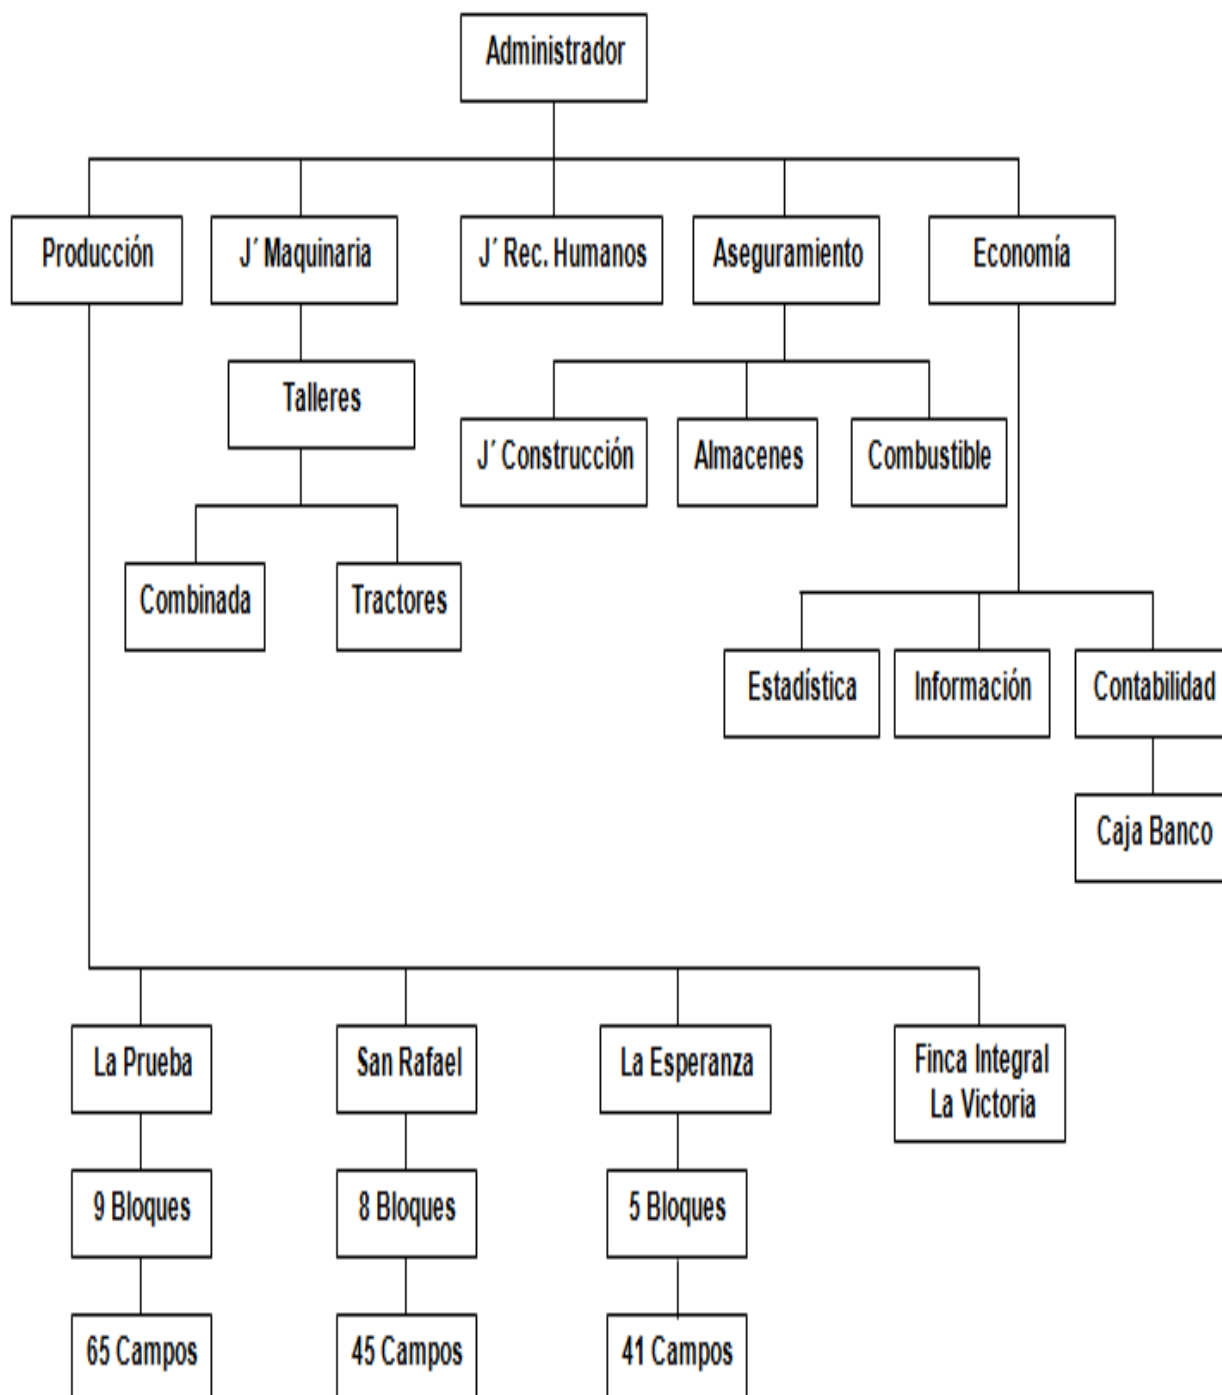 Administrador
Producción
J´ Maquinaria
J´ Rec. Humanos
Aseguramiento
Economía
Talleres
J´ Construcción
Almacenes
Combustible
Combinada
Tractores
Estadística
Información
Contabilidad
Caja Banco
La Prueba
San Rafael
La Esperanza
Finca Integral
La Victoria
9 Bloques
8 Bloques
5 Bloques
65 Campos
45 Campos
41 Campos